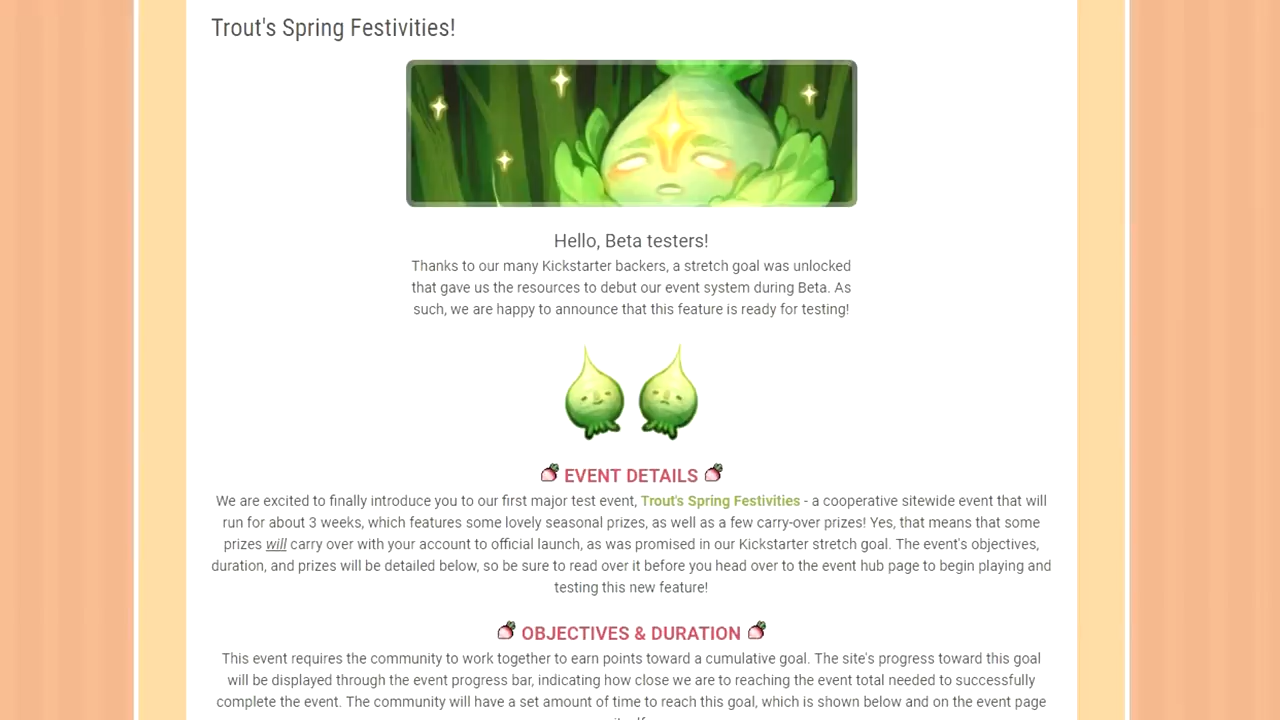 Trout's Spring Festivities!
Hello, Beta testers!
Thanks to our many Kickstarter backers, a stretch goal was unlocked
that gave us the resources to debut our event system during Beta. As
such, we are happy to announce that this feature is ready for testing!
EVENT DETAILS
We are excited to finally introduce you to our first major test event, Trout's Spring Festivities - a cooperative sitewide event that will
run for about 3 weeks, which features some lovely seasonal prizes, as well as a few carry-over prizes! Yes, that means that some
prizes will carry over with your account to official launch, as was promised in our Kickstarter stretch goal. The event's objectives,
duration, and prizes will be detailed below, so be sure to read over it before you head over to the event hub page to begin playing and
testing this new feature!
OBJECTIVES & DURATION
This event requires the community to work together to earn points toward a cumulative goal. The site's progress toward this goal
will be displayed through the event progress bar, indicating how close we are to reaching the event total needed to successfully
complete the event. The community will have a set amount of time to reach this goal, which is shown below and on the event page